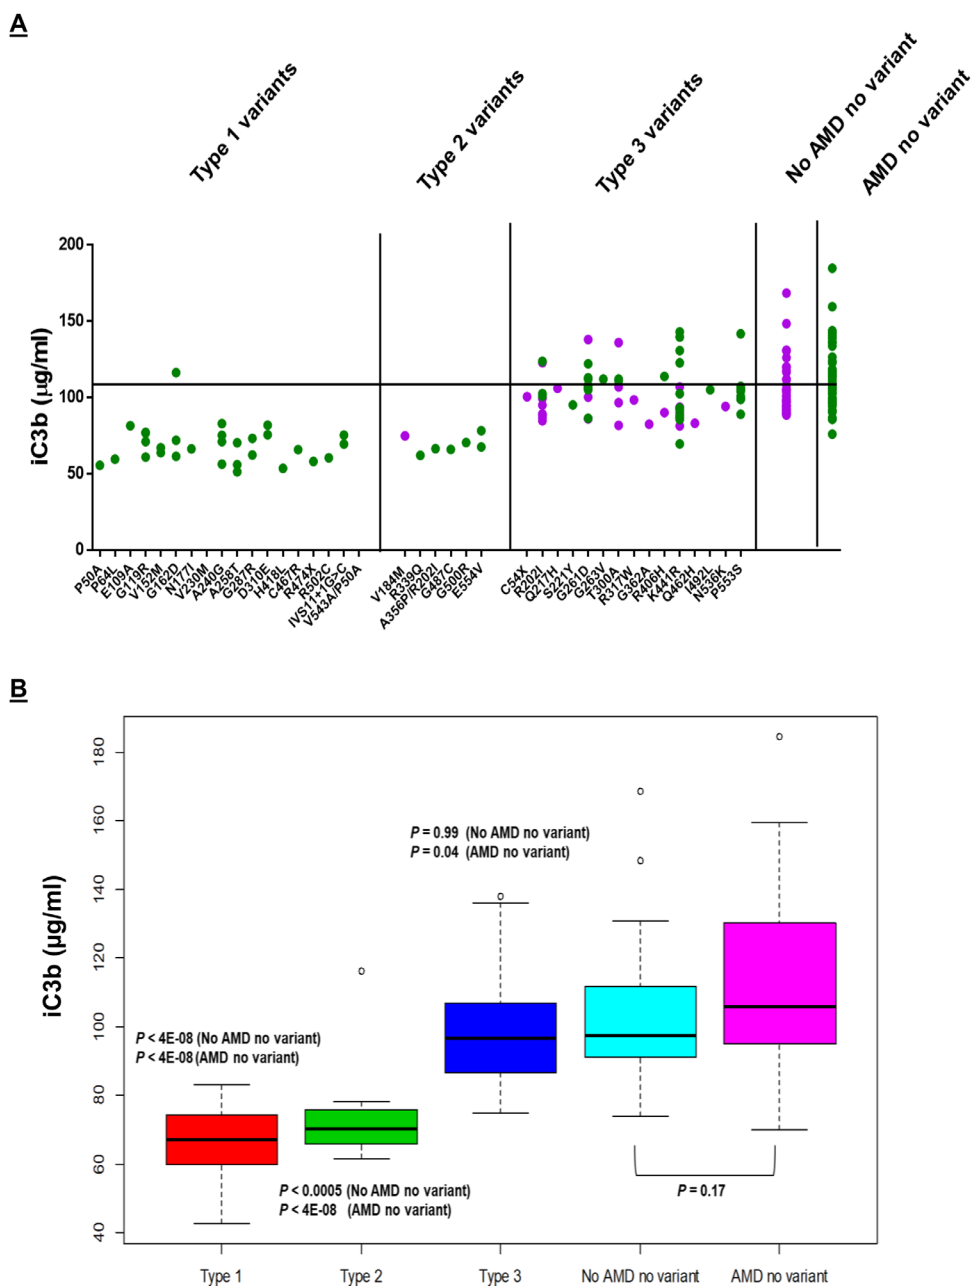 A
Type 1 variants
Type 2 variants
Type 3 variants
No AMD no variant
AMD no variant
iC3b (µg/ml)
200
150
100
50
0
P50A
P64L
E109A
G119R
V152M
G162D
N177I
V230M
A240G
A258T
G287R
D310E
H418L
C467R
R474X
R502C
IVS11+1G>C
V543A/P50A
V184M
R339Q
A356P/R202I
G487C
G500R
E554V
C54X
R202I
Q217H
S221Y
G261D
G263V
T300A
R317W
G362A
R406H
K441R
Q462H
I492L
N536K
P553S
B
iC3b (µg/ml)
180
160
140
120
100
80
60
40
P = 0.99 (No AMD no variant)
P = 0.04 (AMD no variant)
P < 4E-08 (No AMD no variant)
P < 4E-08 (AMD no variant)
P < 0.0005 (No AMD no variant)
P < 4E-08 (AMD no variant)
P = 0.17
Type 1
Type 2
Type 3
No AMD no variant
AMD no variant